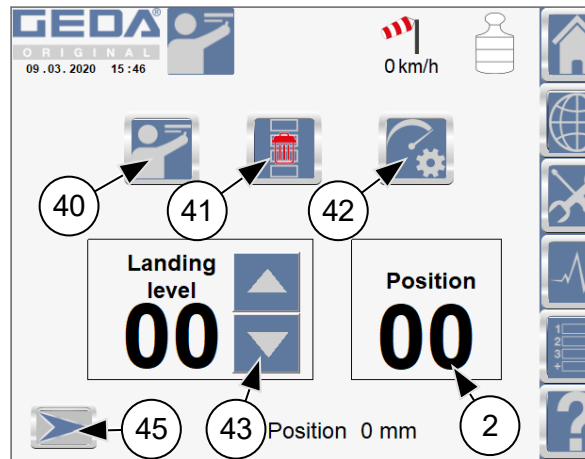 GEDA
ORIGINAL
09.03.2020 15:46
0 km/h
40
41
42
Landing
level
00
Position
00
1
2
3
+
?
45
43
Position 0 mm
2